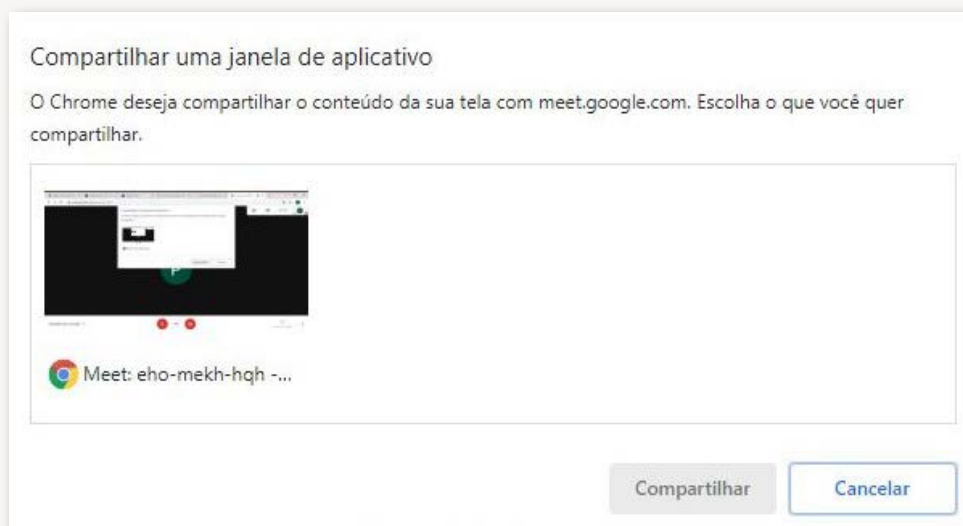 Compartilhar uma janela de aplicativo
O Chrome deseja compartilhar o conteúdo da sua tela com meet.google.com. Escolha o que você quer
compartilhar.
P
Meet: eho-mekh-hqh -...
Compartilhar
Cancelar